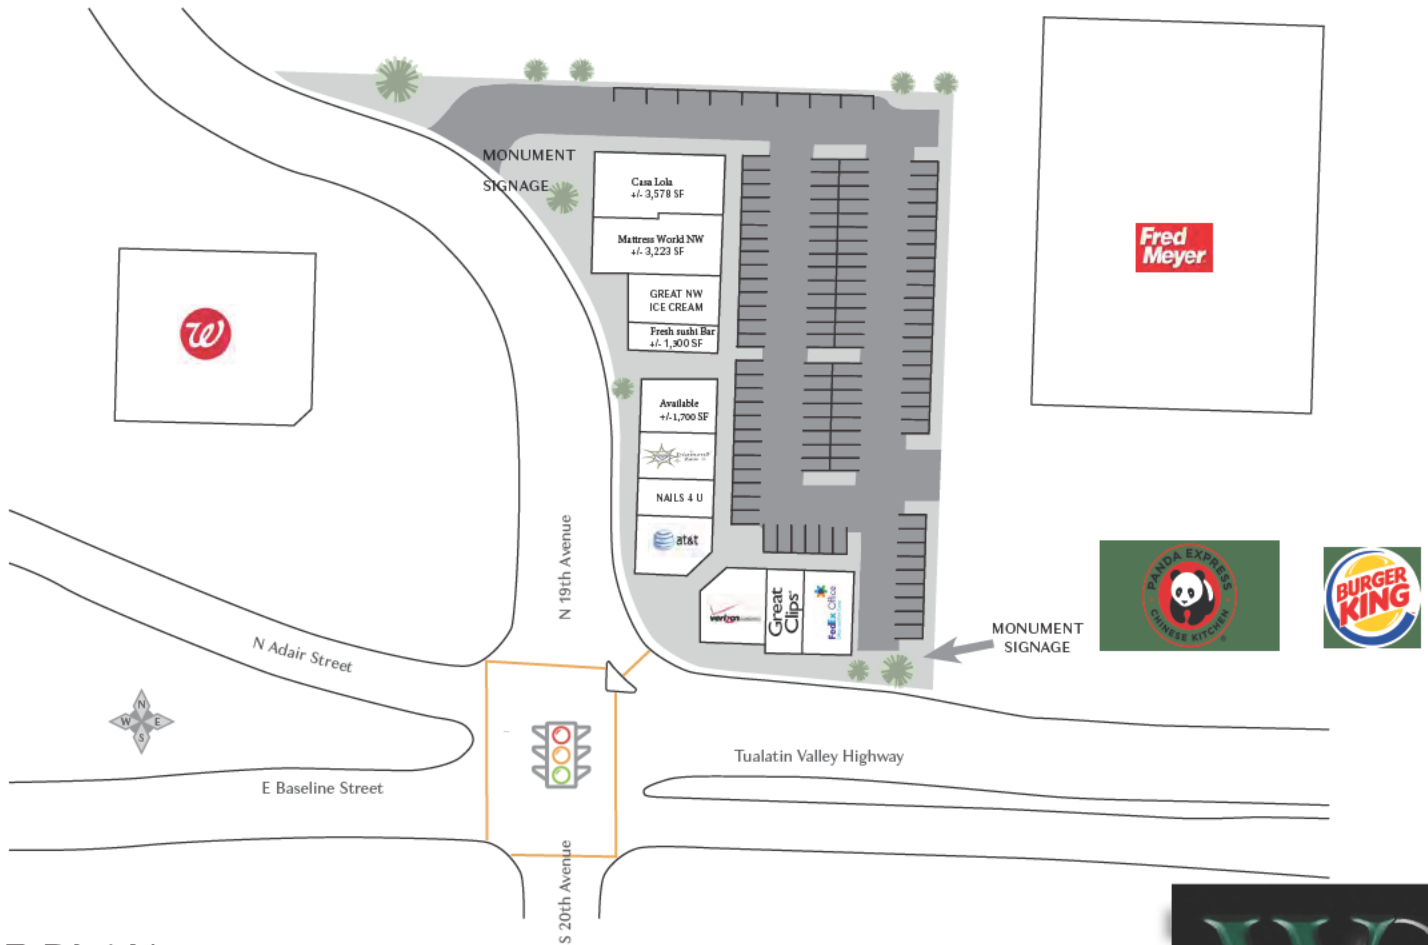 MONUMENT
SIGNAGE
Casa Lola
+/- 3,578 SF
Mattress World NW
+/- 3,223 SF
GREAT NW
ICE CREAM
Fresh sushi Bar
+/- 1,300 SF
Available
+/-1,700 SF
NAILS 4 U
at&t
verizon
Great
Clips
FedEx Office
Fred
Meyer
W
PANDA EXPRESS
CHINESE KITCHEN
BURGER
KING
MONUMENT
SIGNAGE
N 19th Avenue
N Adair Street
N
W E
S
E Baseline Street
Tualatin Valley Highway
S 20th Avenue